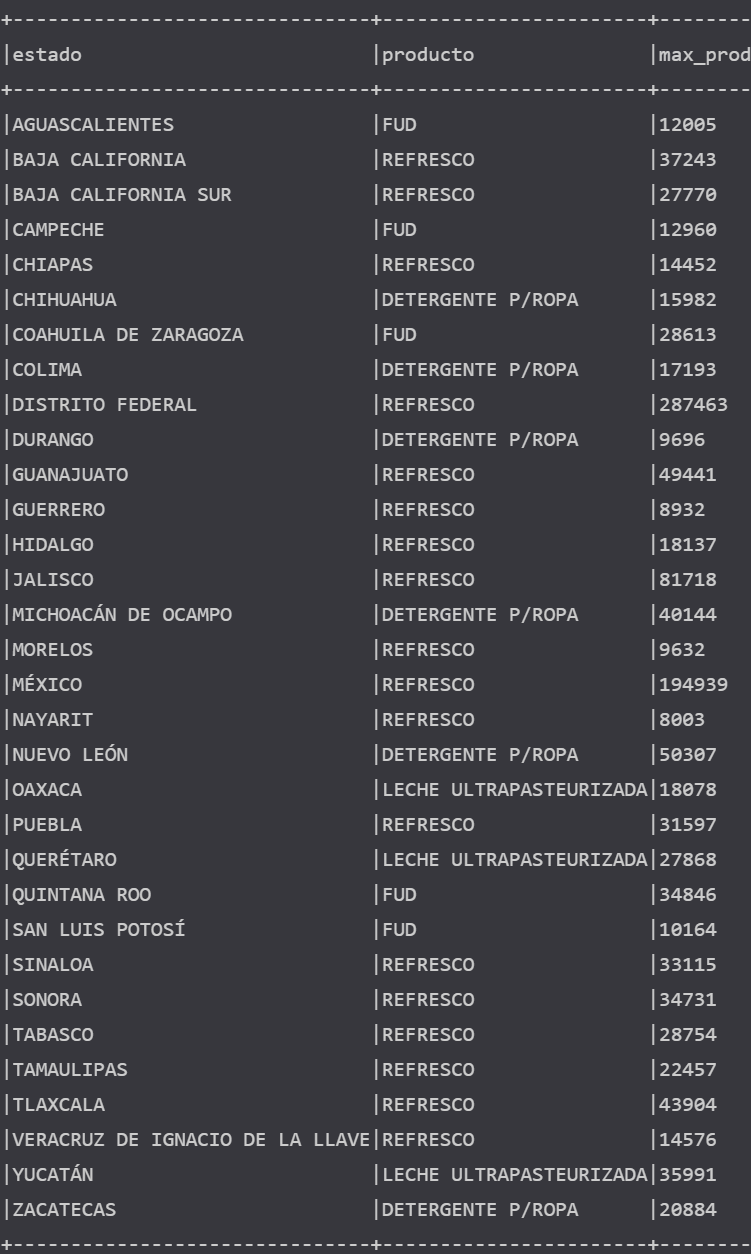 +-------------------------------+-----------------------+--------
|estado                         |producto               |max_prod
+-------------------------------+-----------------------+--------
|AGUASCALIENTES                 |FUD                    |12005
|BAJA CALIFORNIA                |REFRESCO               |37243
|BAJA CALIFORNIA SUR            |REFRESCO               |27770
|CAMPECHE                       |FUD                    |12960
|CHIAPAS                        |REFRESCO               |14452
|CHIHUAHUA                      |DETERGENTE P/ROPA      |15982
|COAHUILA DE ZARAGOZA           |FUD                    |28613
|COLIMA                         |DETERGENTE P/ROPA      |17193
|DISTRITO FEDERAL               |REFRESCO               |287463
|DURANGO                        |DETERGENTE P/ROPA      |9696
|GUANAJUATO                     |REFRESCO               |49441
|GUERRERO                       |REFRESCO               |8932
|HIDALGO                        |REFRESCO               |18137
|JALISCO                        |REFRESCO               |81718
|MICHOACÁN DE OCAMPO            |DETERGENTE P/ROPA      |40144
|MORELOS                        |REFRESCO               |9632
|MÉXICO                         |REFRESCO               |194939
|NAYARIT                        |REFRESCO               |8003
|NUEVO LEÓN                     |DETERGENTE P/ROPA      |50307
|OAXACA                         |LECHE ULTRAPASTEURIZADA|18078
|PUEBLA                         |REFRESCO               |31597
|QUERÉTARO                      |LECHE ULTRAPASTEURIZADA|27868
|QUINTANA ROO                   |FUD                    |34846
|SAN LUIS POTOSÍ                |FUD                    |10164
|SINALOA                        |REFRESCO               |33115
|SONORA                         |REFRESCO               |34731
|TABASCO                        |REFRESCO               |28754
|TAMAULIPAS                     |REFRESCO               |22457
|TLAXCALA                       |REFRESCO               |43904
|VERACRUZ DE IGNACIO DE LA LLAVE|REFRESCO               |14576
|YUCATÁN                        |LECHE ULTRAPASTEURIZADA|35991
|ZACATECAS                      |DETERGENTE P/ROPA      |20884
+-------------------------------+-----------------------+--------